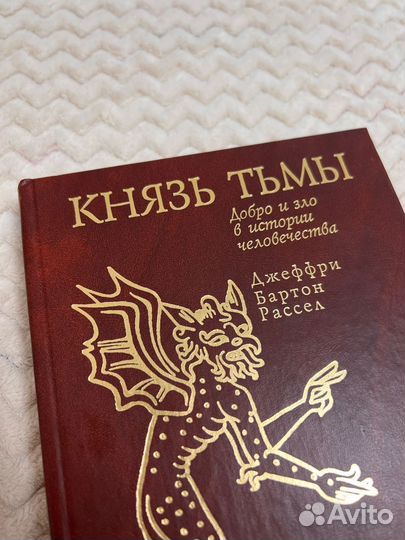 КНЯЗЬ ТЬМЫ
Добро и зло
в истории
человечества
Джеффри
Бартон
Рассел
Avito